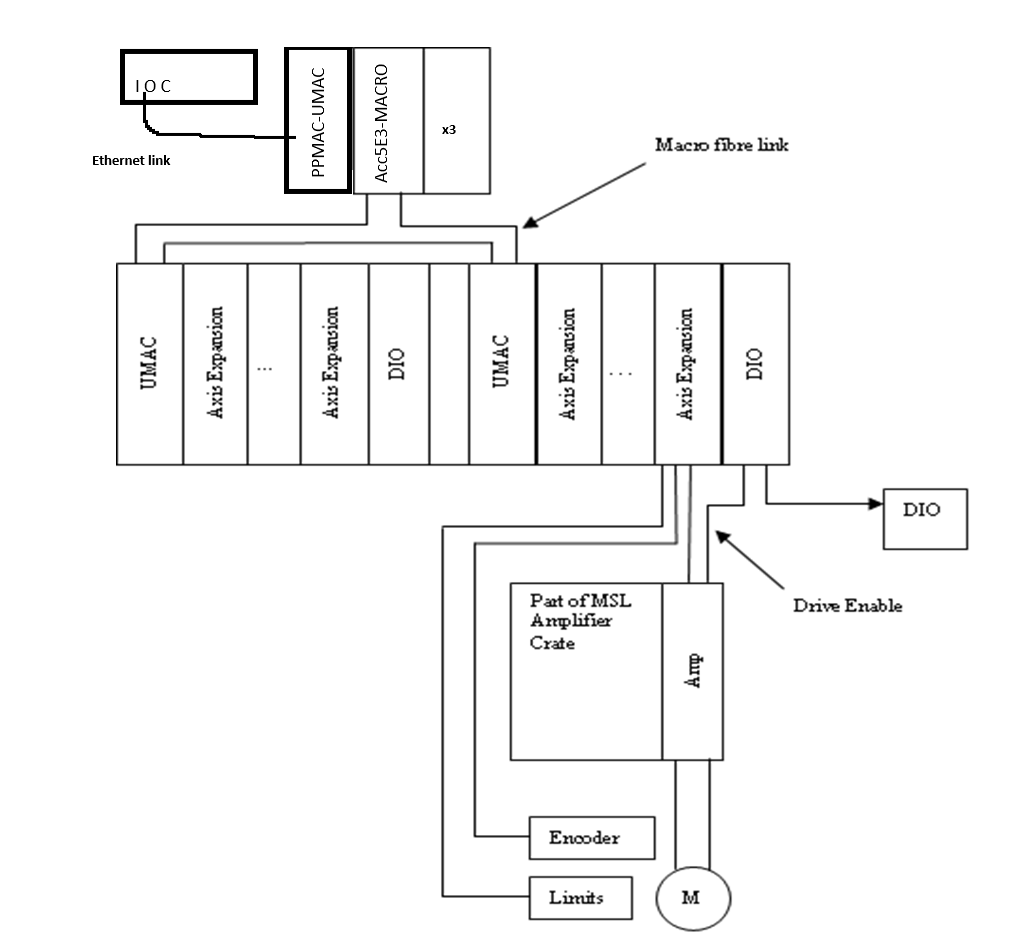 I O C
PPMAC-UMAC
Acc5E3-MACRO
x3
Ethernet link
Macro fibre link
UMAC
Axis Expansion
...
Axis Expansion
DIO
UMAC
Axis Expansion
...
Axis Expansion
DIO
DIO
Drive Enable
Part of MSL
Amplifier
Crate
Amp
Encoder
Limits
M